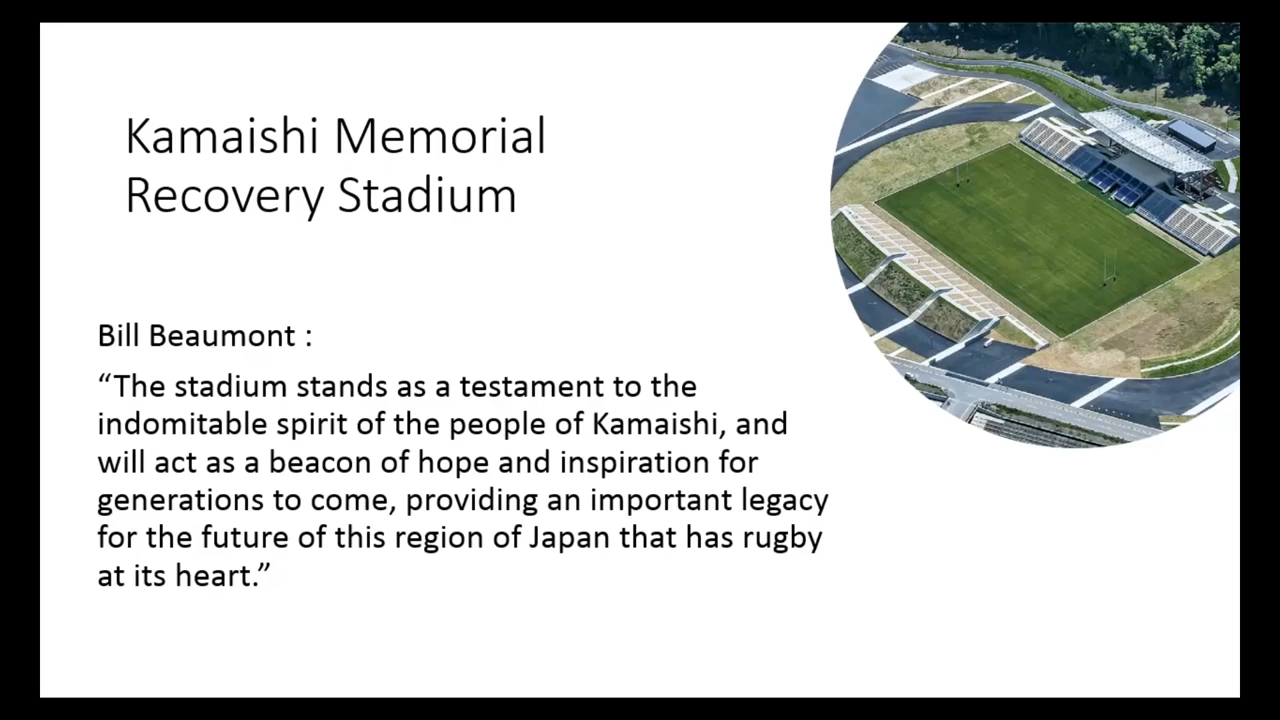 Kamaishi Memorial
Recovery Stadium
Bill Beaumont :
“The stadium stands as a testament to the
indomitable spirit of the people of Kamaishi, and
will act as a beacon of hope and inspiration for
generations to come, providing an important legacy
for the future of this region of Japan that has rugby
at its heart.”